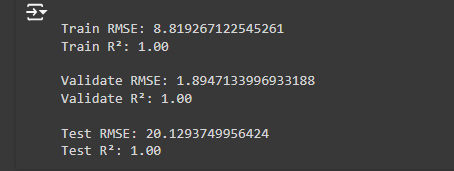 Train RMSE: 8.819267122545261
Train R²: 1.00
Validate RMSE: 1.8947133996933188
Validate R²: 1.00
Test RMSE: 20.1293749956424
Test R²: 1.00